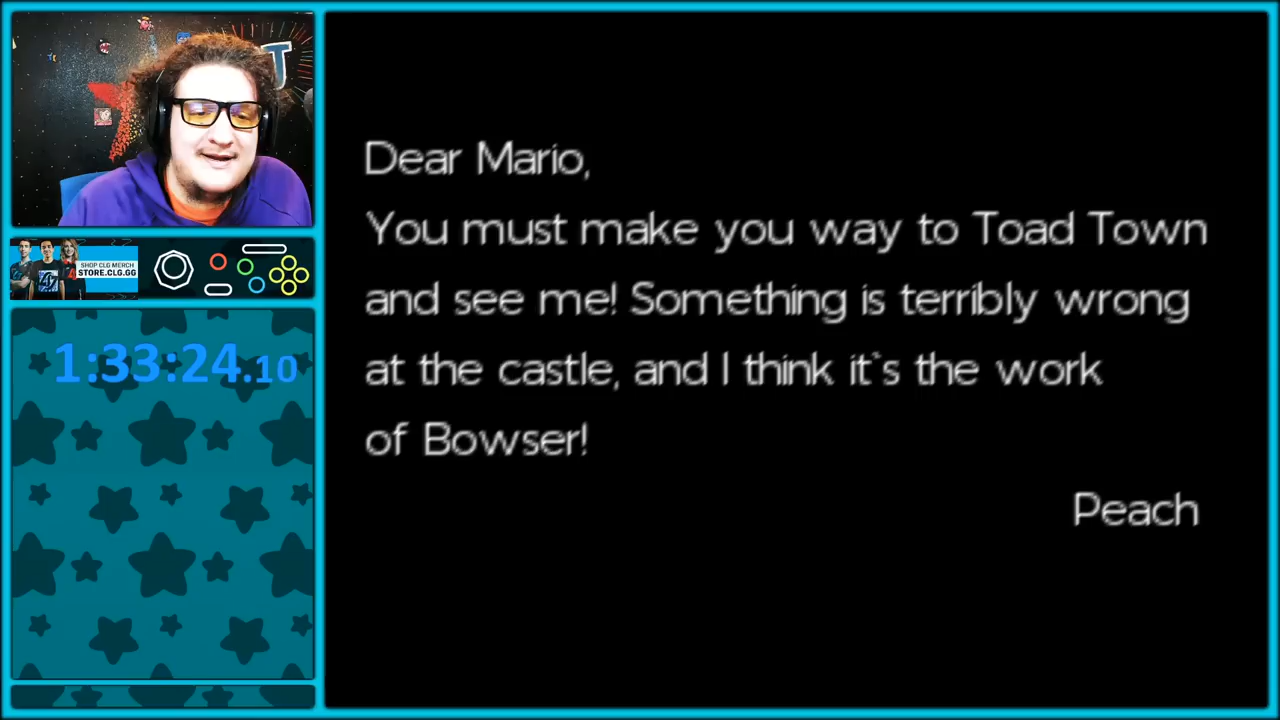 T
SHOP CLG MERCH
STORE.CLG.GG
1:33:24.10
Dear Mario,
You must make you way to Toad Town
and see me! Something is terribly wrong
at the castle, and I think it`s the work
of Bowser!
Peach